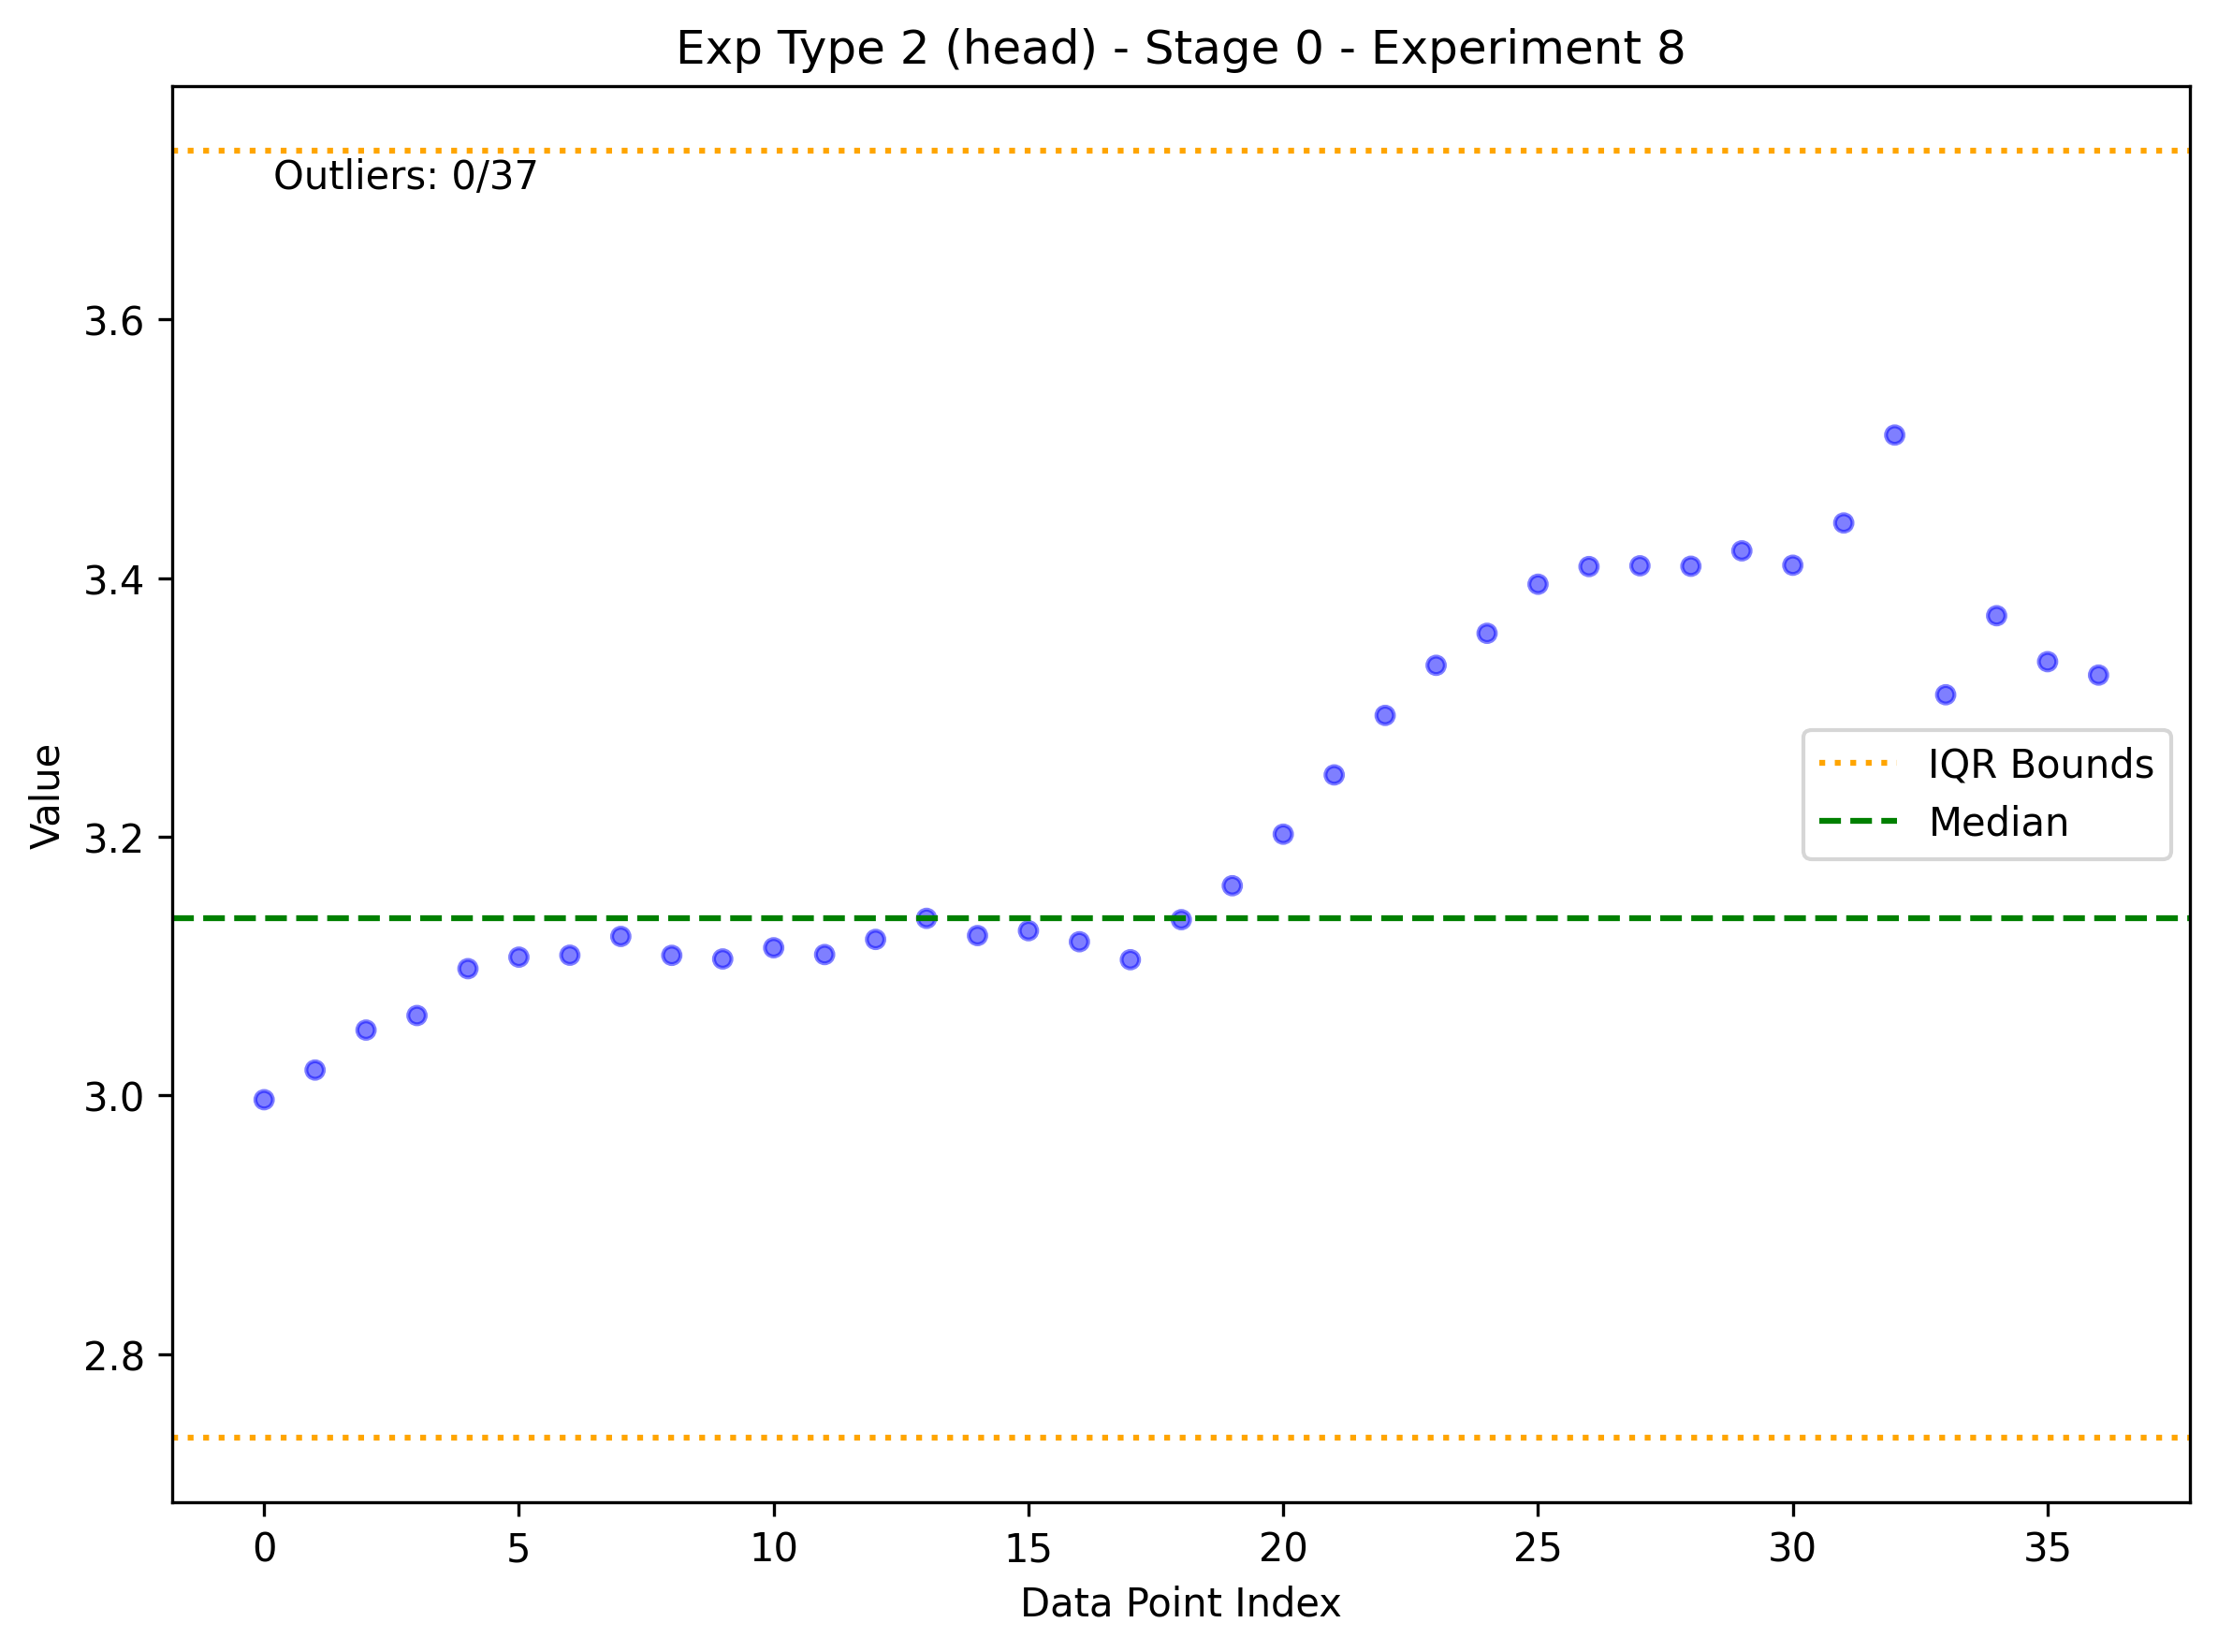 Exp Type 2 (head) - Stage 0 - Experiment 8
Outliers: 0/37
3.6
3.4
3.2
3.0
2.8
Value
IQR Bounds
Median
0 5 10 15 20 25 30 35
Data Point Index